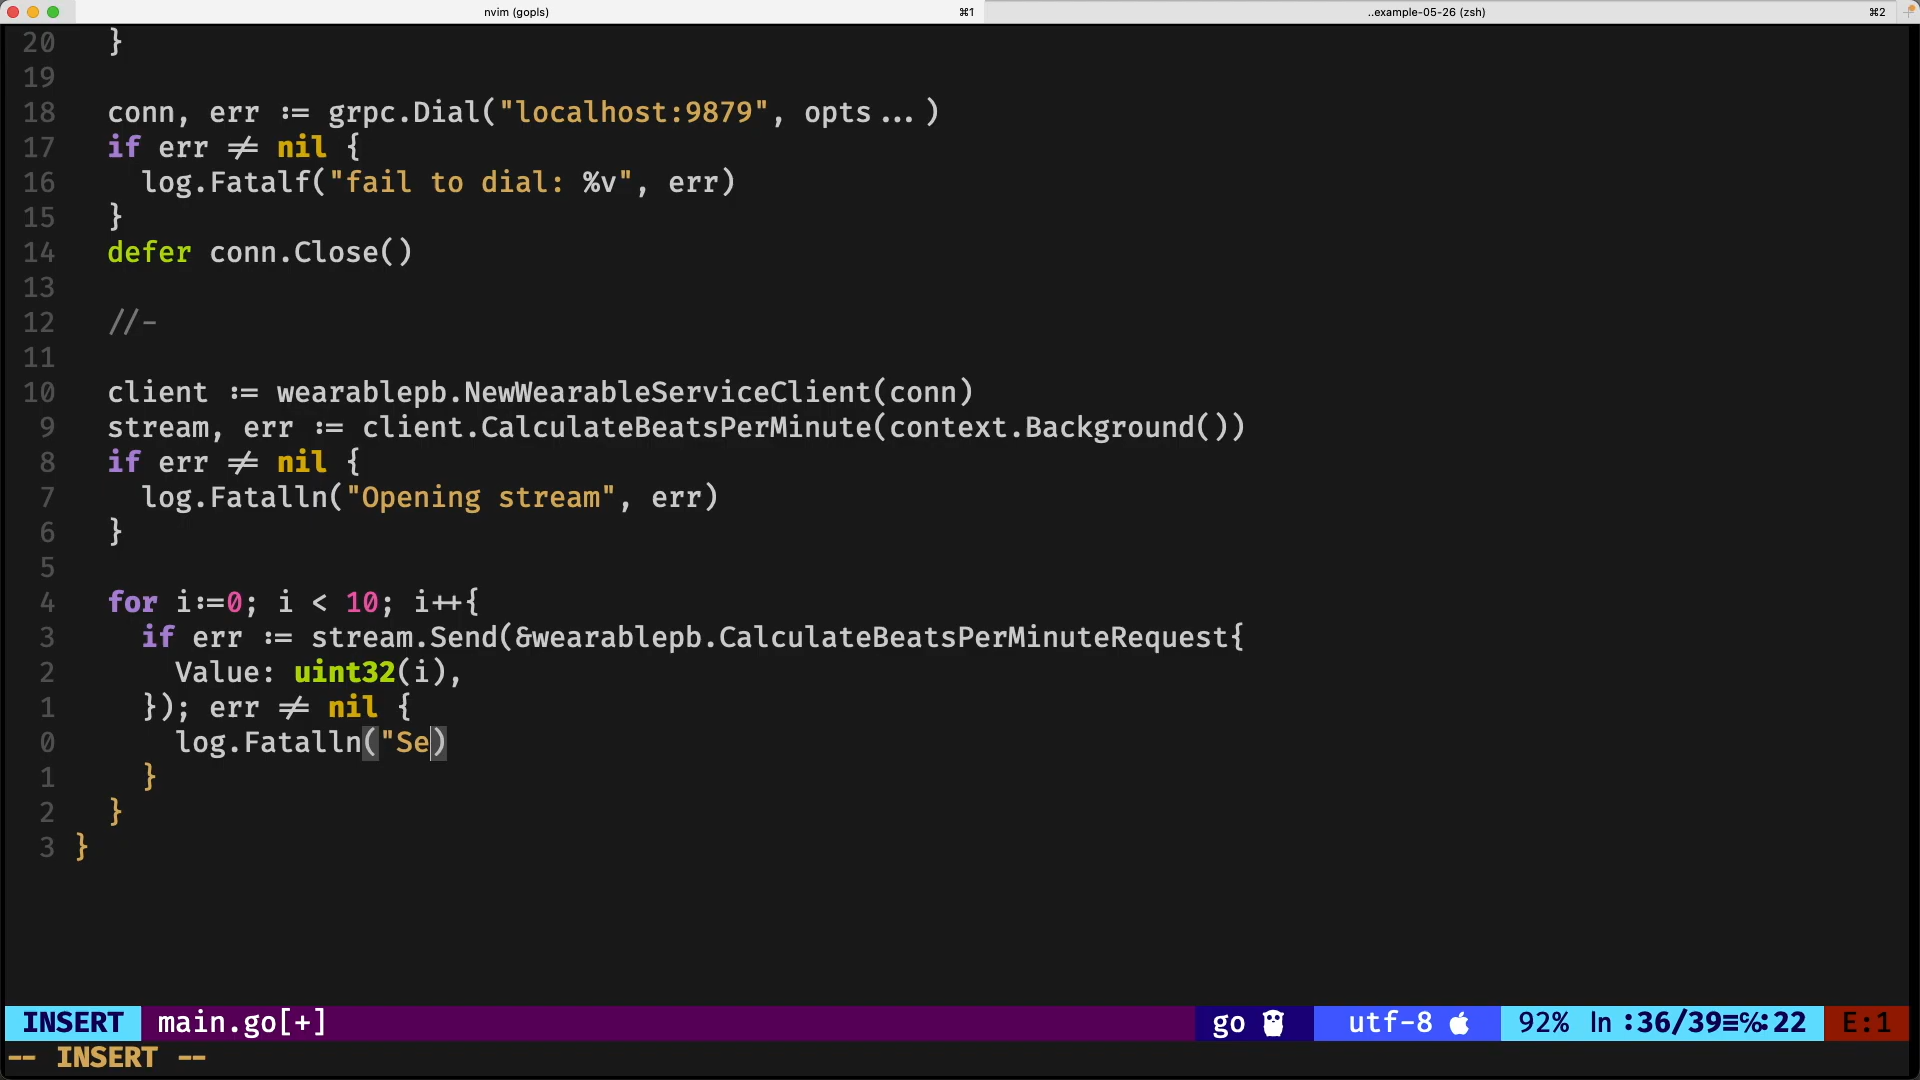 nvim (gopls) ⌘1 ..example-05-26 (zsh) ⌘2
20 }
19
18 conn, err := grpc.Dial("localhost:9879", opts...)
17 if err != nil {
16 log.Fatalf("fail to dial: %v", err)
15 }
14 defer conn.Close()
13
12 //-
11
10 client := wearablepb.NewWearableServiceClient(conn)
9 stream, err := client.CalculateBeatsPerMinute(context.Background())
8 if err != nil {
7 log.Fatalln("Opening stream", err)
6 }
5
4 for i:=0; i < 10; i++{
3 if err := stream.Send(&wearablepb.CalculateBeatsPerMinuteRequest{
2 Value: uint32(i),
1 }); err != nil {
0 log.Fatalln("Se)
1 }
2 }
3 }
INSERT main.go[+] go utf-8 92% ln :36/39≡℅:22 E:1
-- INSERT --